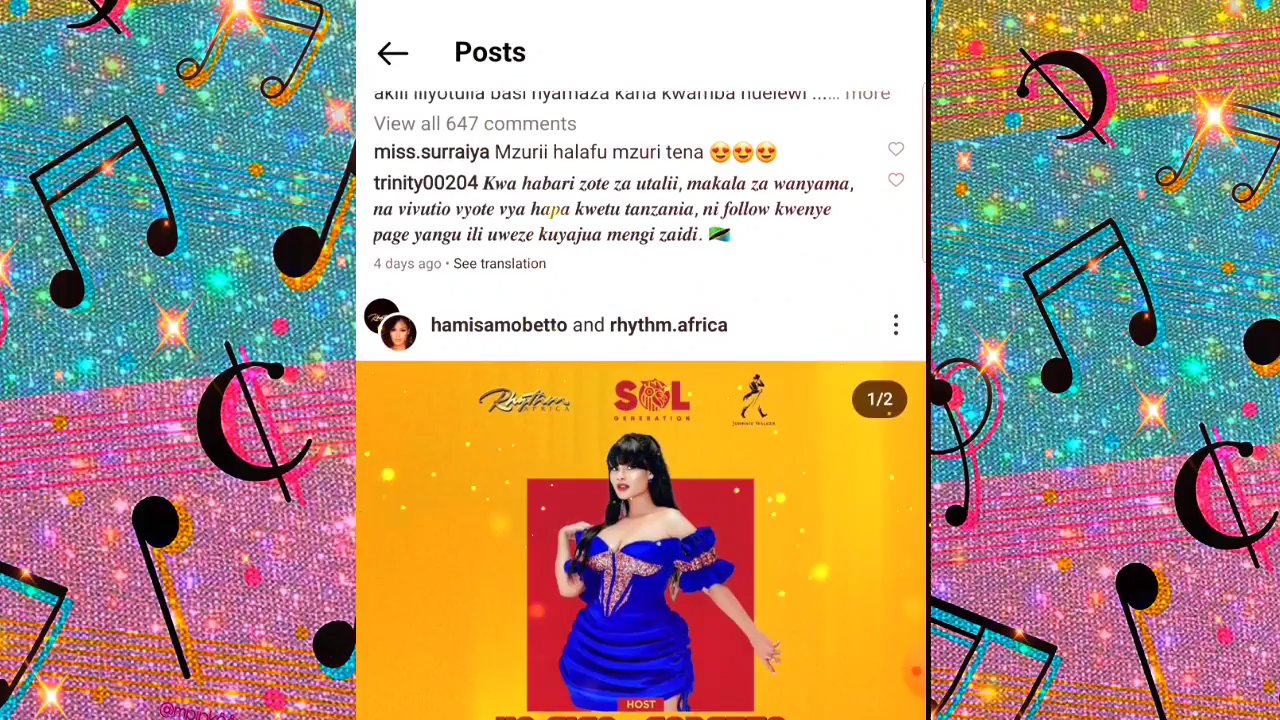 Posts
akili iliyotulia basi nyamaza kana kwamba huelewi ...… more
View all 647 comments
miss.surraiya Mzurii halafu mzuri tena 😍😍😍
trinity00204 Kwa habari zote za utalii, makala za wanyama,
na vivutio vyote vya hapa kwetu tanzania, ni follow kwenye
page yangu ili uweze kuyajua mengi zaidi. 🇹🇿
4 days ago • See translation
hamisamobetto and rhythm.africa
Rhythm
AFRICA
SOL
GENERATION
JOHNNIE WALKER
1/2
HOST